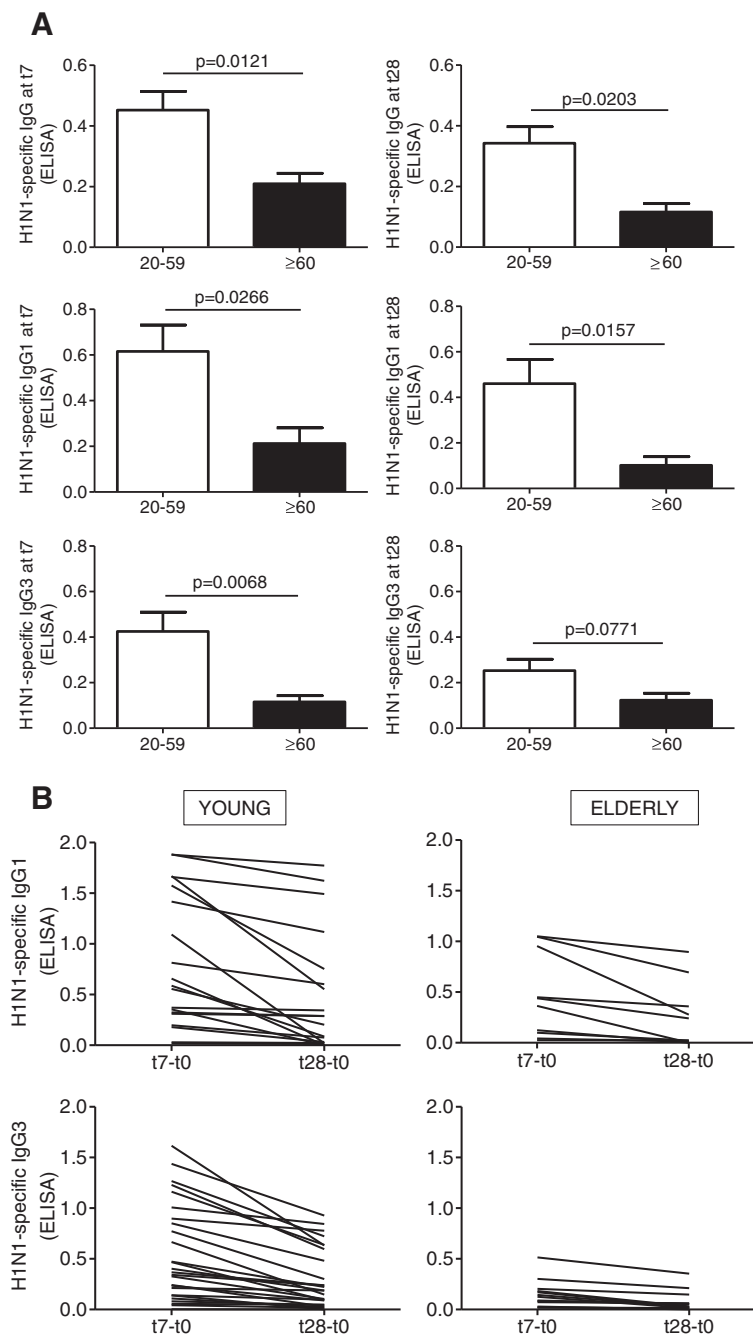 A
H1N1-specific IgG at t7
(ELISA)
0.6
0.4
0.2
0.0
p=0.0121
20-59
≥60
H1N1-specific IgG at t28
(ELISA)
0.6
0.4
0.2
0.0
p=0.0203
20-59
≥60
H1N1-specific IgG1 at t7
(ELISA)
0.8
0.6
0.4
0.2
0.0
p=0.0266
20-59
≥60
H1N1-specific IgG1 at t28
(ELISA)
0.8
0.6
0.4
0.2
0.0
p=0.0157
20-59
≥60
H1N1-specific IgG3 at t7
(ELISA)
0.8
0.6
0.4
0.2
0.0
p=0.0068
20-59
≥60
H1N1-specific IgG3 at t28
(ELISA)
0.8
0.6
0.4
0.2
0.0
p=0.0771
20-59
≥60
B
YOUNG
ELDERLY
H1N1-specific IgG1
(ELISA)
2.0
1.5
1.0
0.5
0.0
t7-t0
t28-t0
2.0
1.5
1.0
0.5
0.0
t7-t0
t28-t0
H1N1-specific IgG3
(ELISA)
2.0
1.5
1.0
0.5
0.0
t7-t0
t28-t0
2.0
1.5
1.0
0.5
0.0
t7-t0
t28-t0